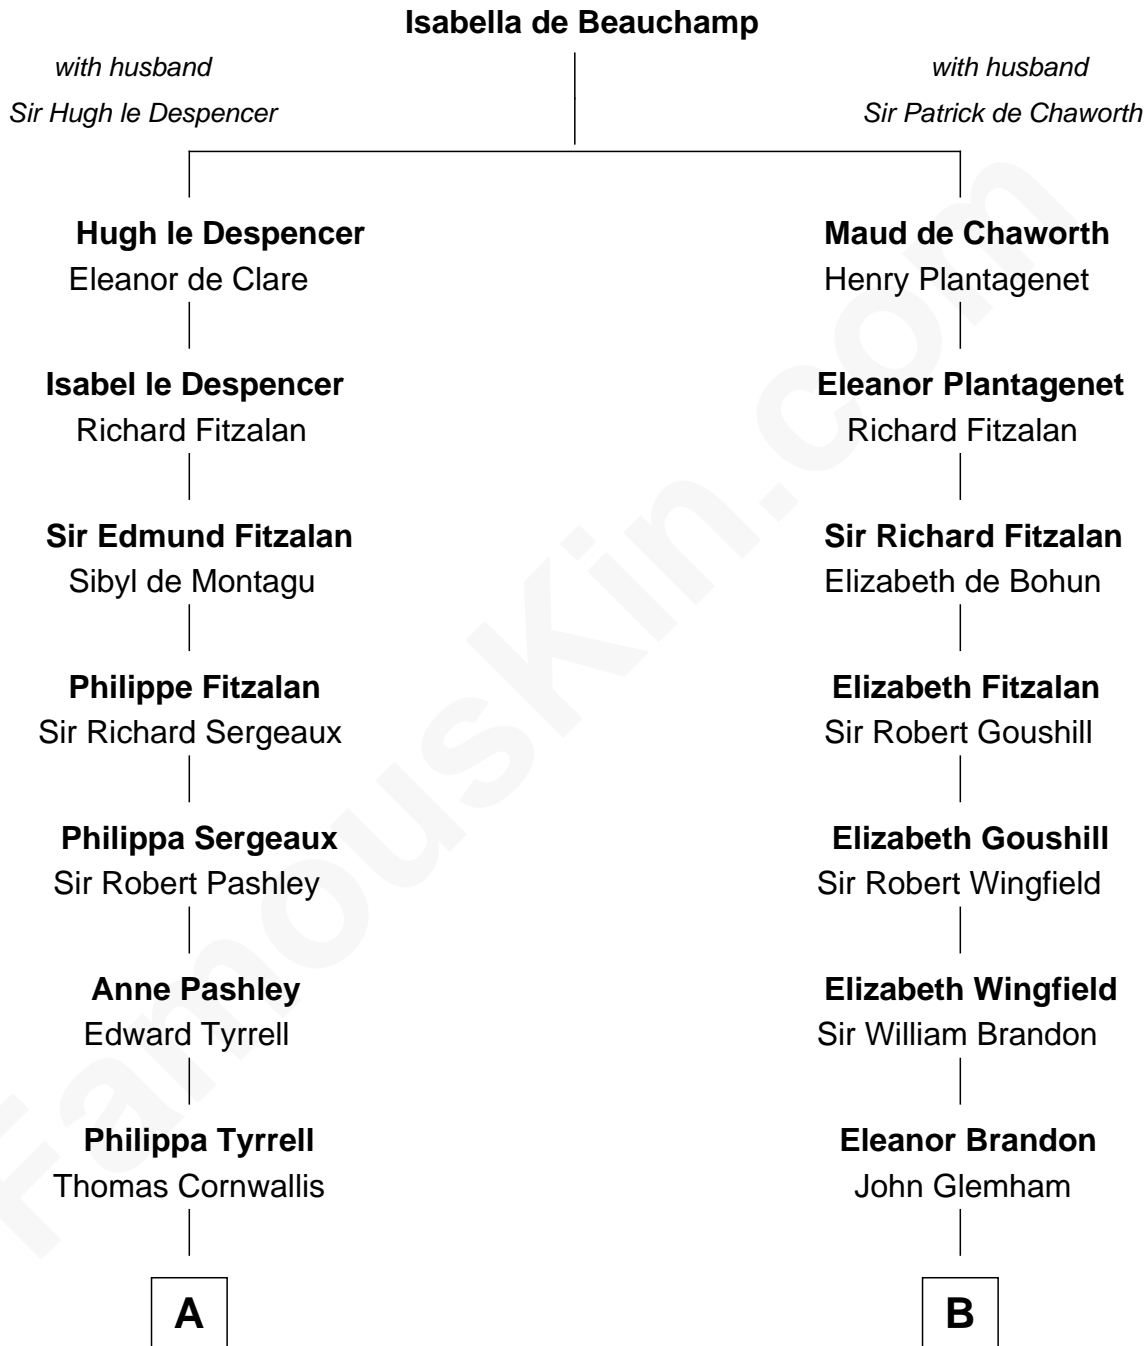 Isabella de Beauchamp
with husband
Sir Hugh le Despencer
with husband
Sir Patrick de Chaworth
Hugh le Despencer
Eleanor de Clare
Maud de Chaworth
Henry Plantagenet
Isabel le Despencer
Richard Fitzalan
Eleanor Plantagenet
Richard Fitzalan
Sir Edmund Fitzalan
Sibyl de Montagu
Sir Richard Fitzalan
Elizabeth de Bohun
Philippe Fitzalan
Sir Richard Sergeaux
Elizabeth Fitzalan
Sir Robert Goushill
Philippa Sergeaux
Sir Robert Pashley
Elizabeth Goushill
Sir Robert Wingfield
Anne Pashley
Edward Tyrrell
Elizabeth Wingfield
Sir William Brandon
Philippa Tyrrell
Thomas Cornwallis
Eleanor Brandon
John Glemham
A
B
FamousKin.com